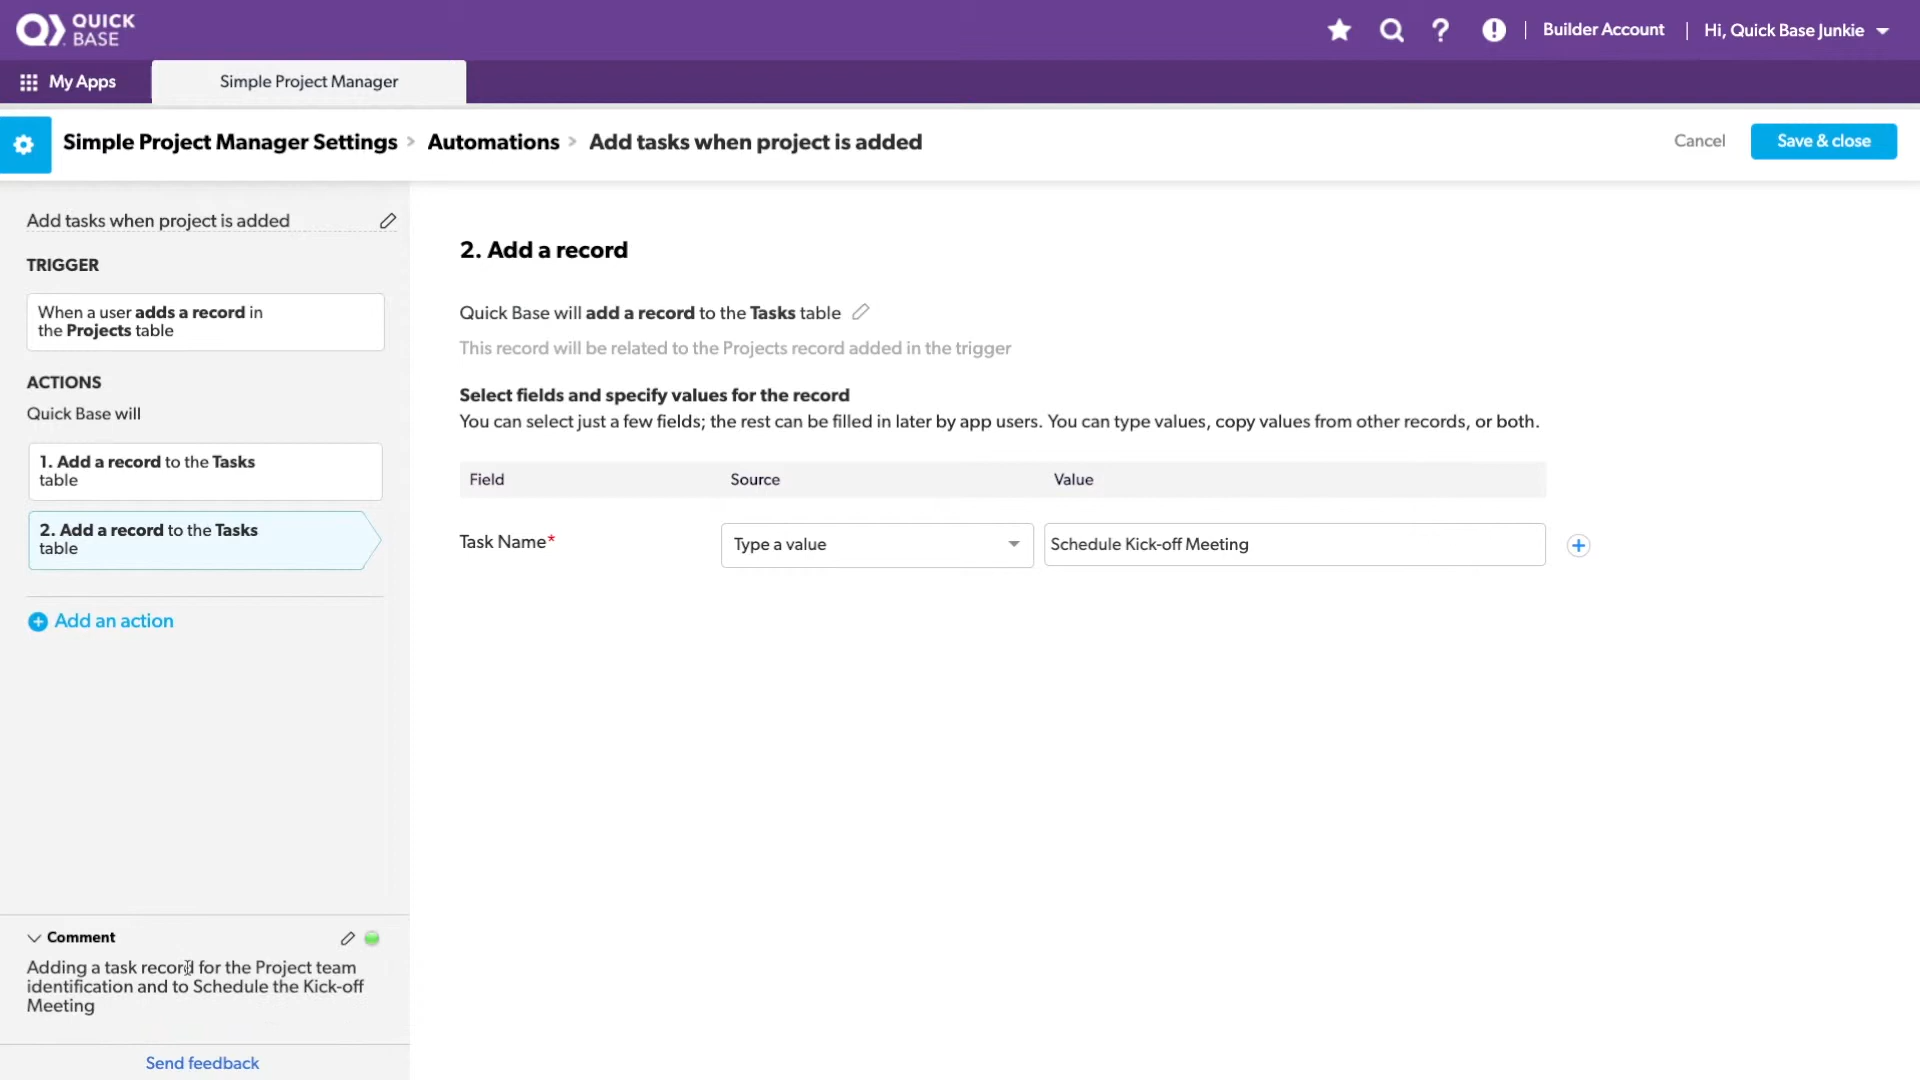 QUICK
BASE
Builder Account
Hi, Quick Base Junkie
My Apps
Simple Project Manager
Simple Project Manager Settings > Automations > Add tasks when project is added
Cancel
Save & close
Add tasks when project is added
TRIGGER
When a user adds a record in
the Projects table
ACTIONS
Quick Base will
1. Add a record to the Tasks
table
2. Add a record to the Tasks
table
Add an action
Comment
Adding a task record for the Project team
identification and to Schedule the Kick-off
Meeting
Send feedback
2. Add a record
Quick Base will add a record to the Tasks table
This record will be related to the Projects record added in the trigger
Select fields and specify values for the record
You can select just a few fields; the rest can be filled in later by app users. You can type values, copy values from other records, or both.
Field Source Value
Task Name* Type a value Schedule Kick-off Meeting